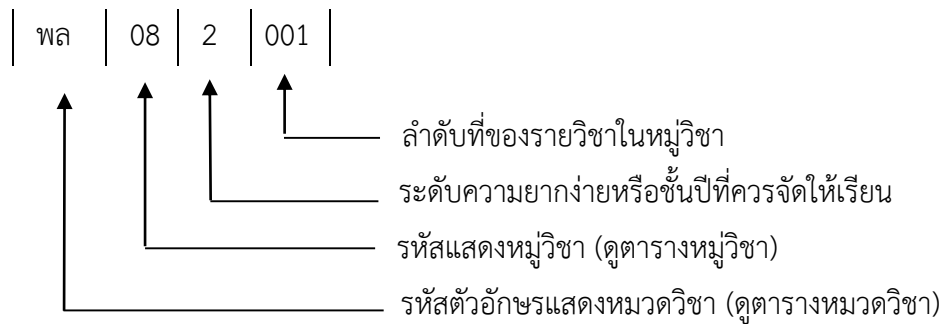 พล 08 2 001
ลำดับที่ของรายวิชาในหมู่วิชา
ระดับความยากง่ายหรือชั้นปีที่ควรจัดให้เรียน
รหัสแสดงหมู่วิชา (ดูตารางหมู่วิชา)
รหัสตัวอักษรแสดงหมวดวิชา (ดูตารางหมวดวิชา)